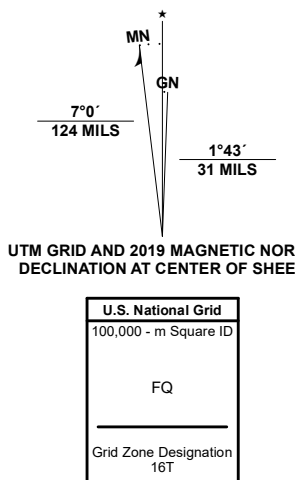 ★
MN
GN
7°0´
124 MILS
1°43´
31 MILS
UTM GRID AND 2019 MAGNETIC NOR
DECLINATION AT CENTER OF SHEE
U.S. National Grid
100,000 - m Square ID
FQ
Grid Zone Designation
16T